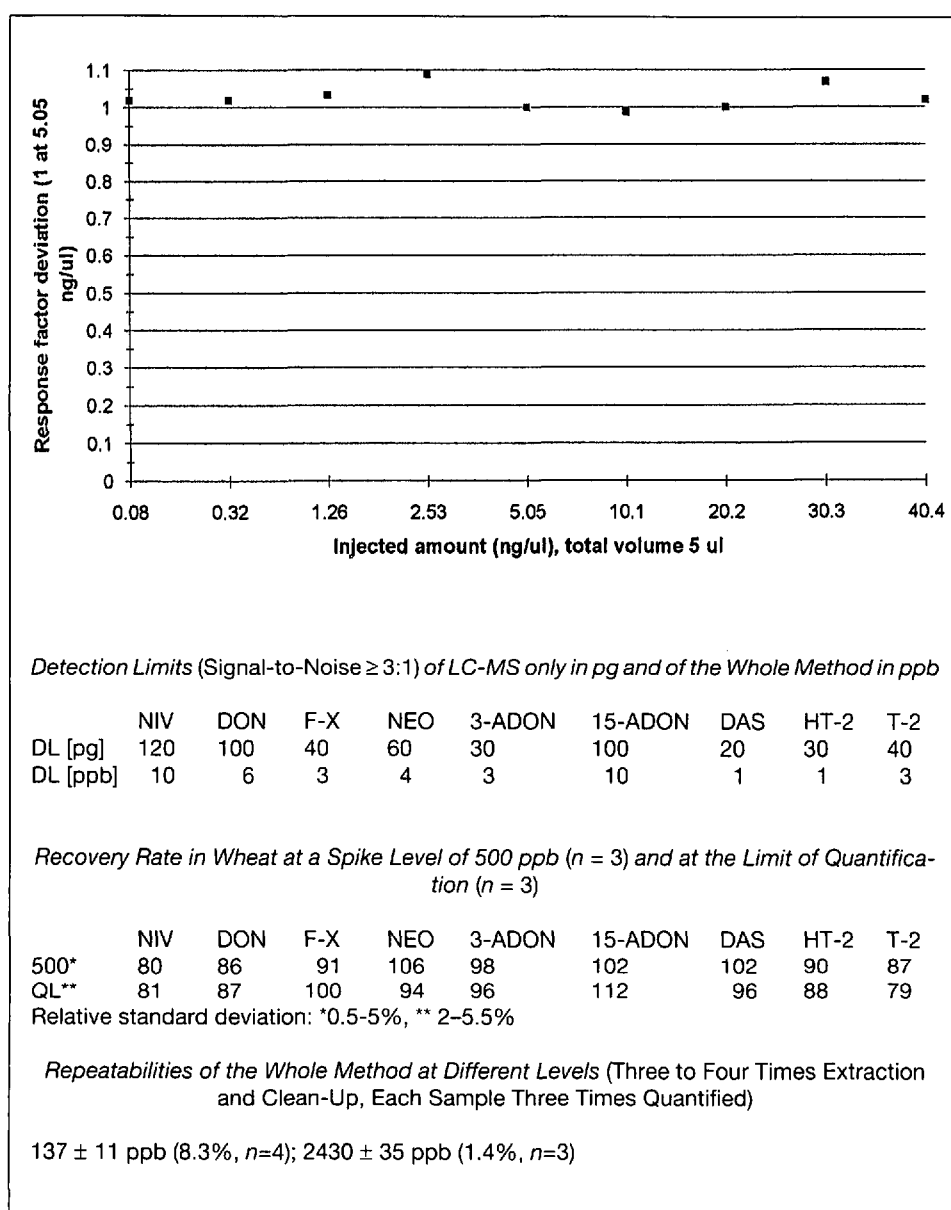 1.1
1
0.9
0.8
0.7
0.6
0.5
0.4
0.3
0.2
0.1
0
Response factor deviation (1 at 5.05
ng/ul)
0.08 0.32 1.26 2.53 5.05 10.1 20.2 30.3 40.4
Injected amount (ng/ul), total volume 5 ul
Detection Limits (Signal-to-Noise ≥ 3:1) of LC-MS only in pg and of the Whole Method in ppb
NIV DON F-X NEO 3-ADON 15-ADON DAS HT-2 T-2
DL [pg] 120 100 40 60 30 100 20 30 40
DL [ppb] 10 6 3 4 3 10 1 1 3
Recovery Rate in Wheat at a Spike Level of 500 ppb (n = 3) and at the Limit of Quantifica-
tion (n = 3)
NIV DON F-X NEO 3-ADON 15-ADON DAS HT-2 T-2
500* 80 86 91 106 98 102 102 90 87
QL** 81 87 100 94 96 112 96 88 79
Relative standard deviation: *0.5-5%, ** 2–5.5%
Repeatabilities of the Whole Method at Different Levels (Three to Four Times Extraction
and Clean-Up, Each Sample Three Times Quantified)
137 ± 11 ppb (8.3%, n=4); 2430 ± 35 ppb (1.4%, n=3)